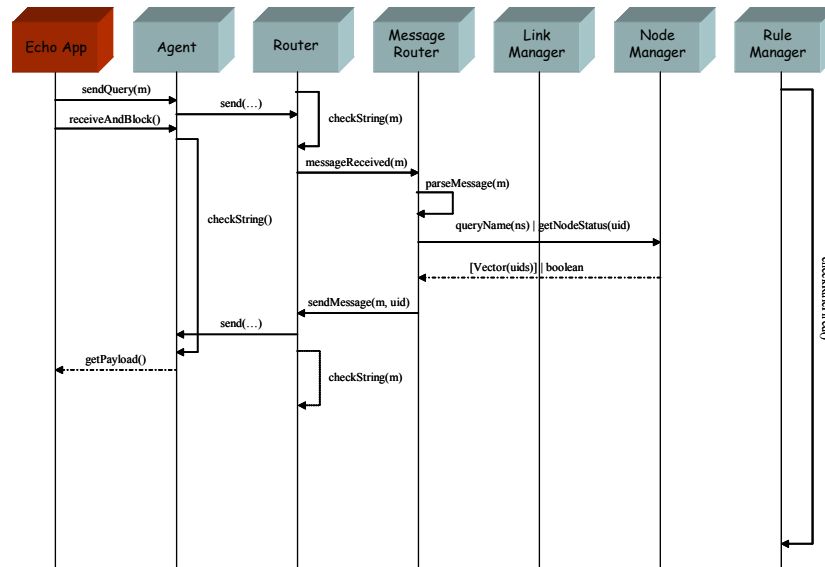 Echo App
Agent
Router
Message
Router
Link
Manager
Node
Manager
Rule
Manager
sendQuery(m)
send(…)
checkString(m)
receiveAndBlock()
messageReceived(m)
parseMessage(m)
checkString()
queryName(ns) | getNodeStatus(uid)
[Vector(uids)] | boolean
sendMessage(m, uid)
send(…)
getPayload()
checkString(m)